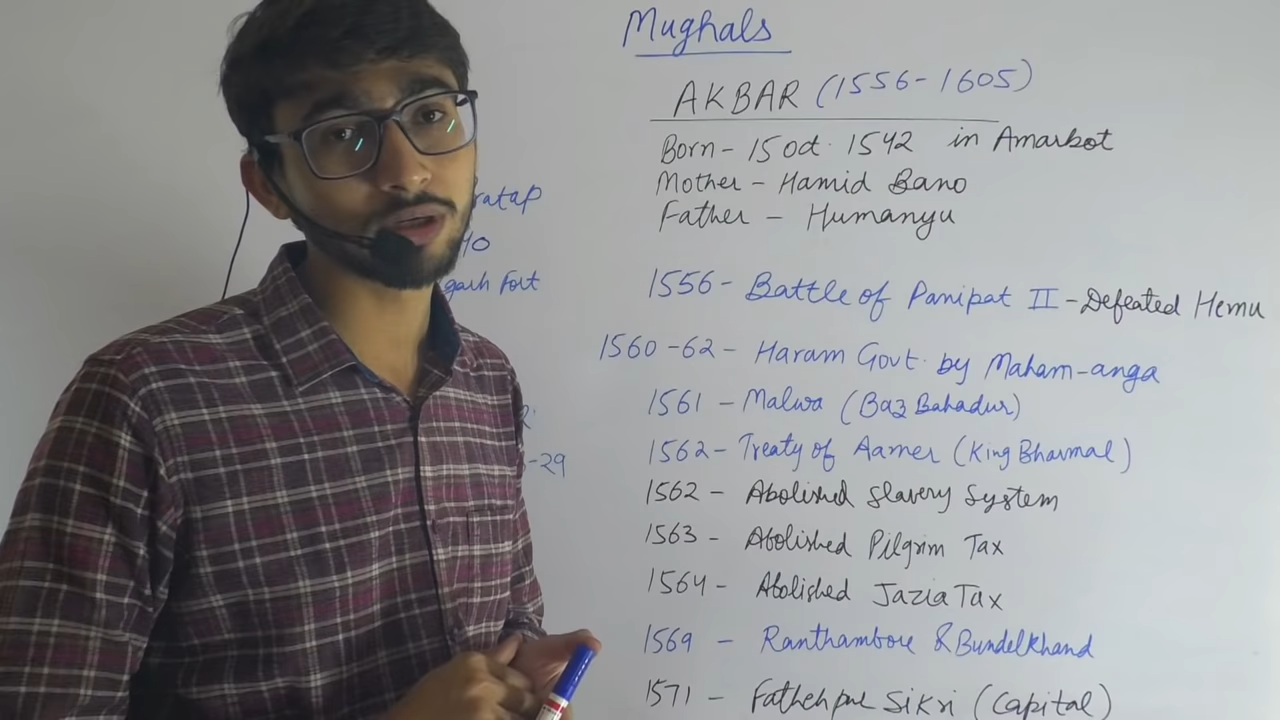 Mughals
AKBAR (1556-1605)
Born - 15 Oct. 1542 in Amarkot
Mother - Hamid Bano
Father - Humanyu
1556 - Battle of Panipat II - Defeated Hemu
1560-62 - Haram Govt. by Maham-anga
1561 - Malwa (Baz Bahadur)
1562 - Treaty of Aamer (King Bharmal)
1562 - Abolished Slavery System
1563 - Abolished Pilgrim Tax
1564 - Abolished Jazia Tax
1569 - Ranthambore & Bundelkhand
1571 - Fathehpur Sikri (Capital)
ratap
garh Fort
-29